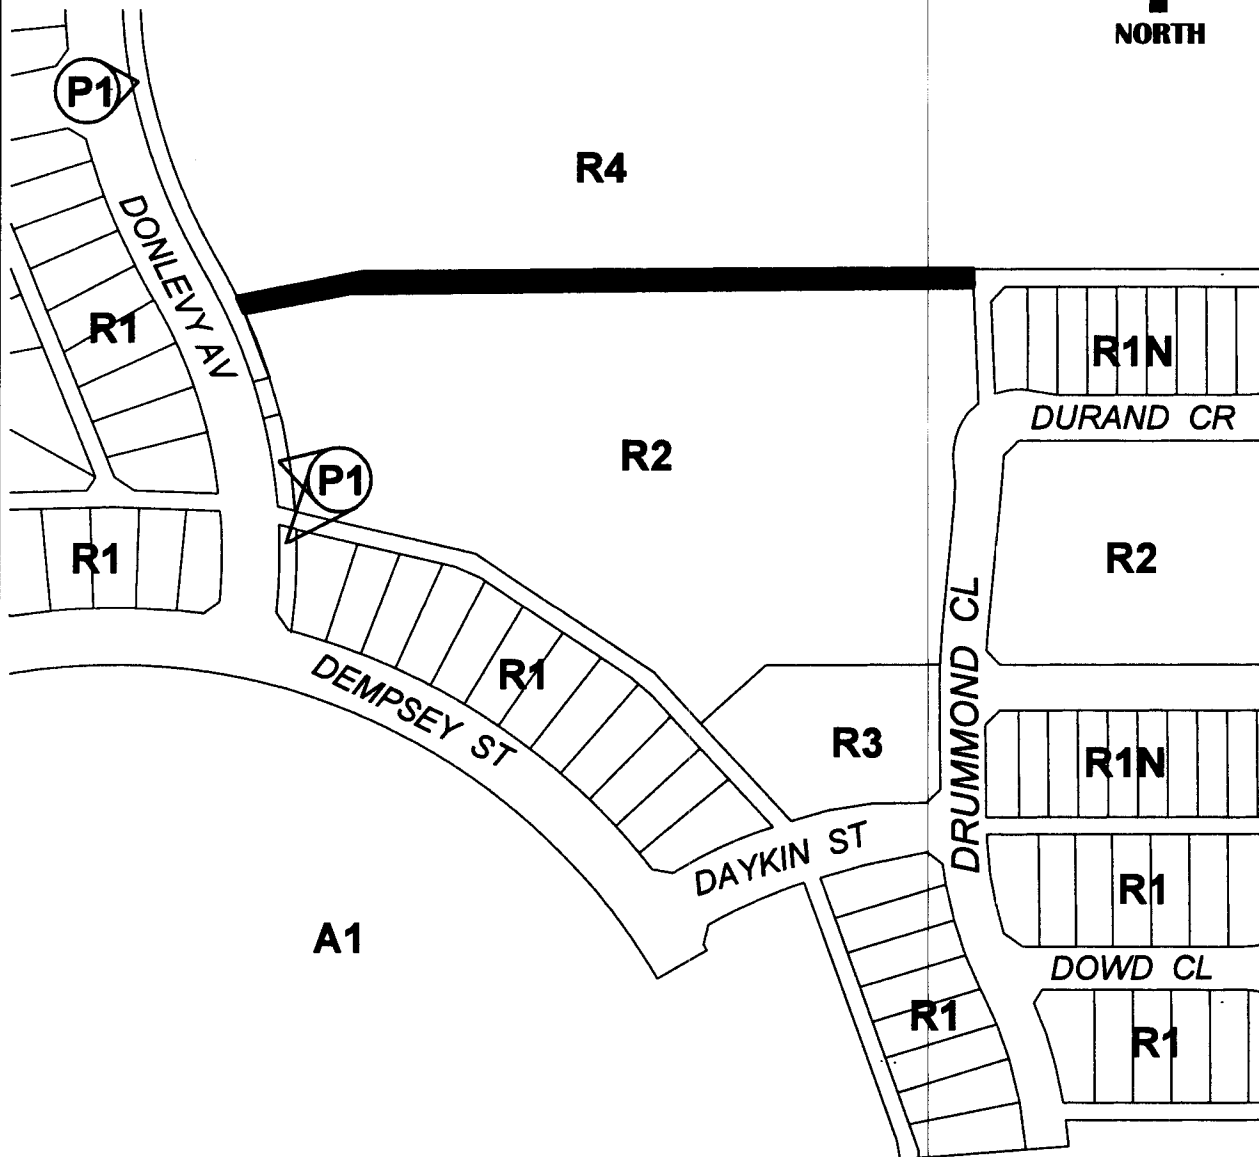 NORTH
P1
R4
DONLEVY AV
R1
R1N
DURAND CR
R2
P1
R1
R2
DEMPSEY ST
R1
DRUMMOND CL
R3
R1N
DAYKIN ST
R1
A1
DOWD CL
R1
R1